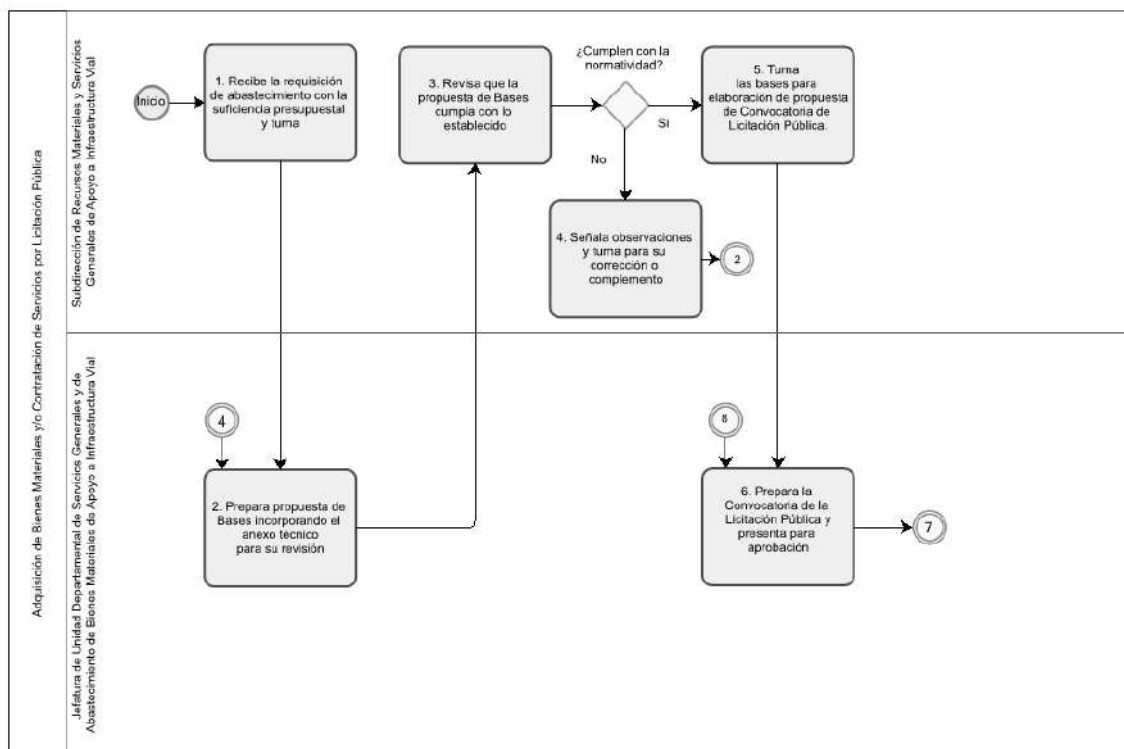 Adquisición de Bienes Materiales y/o Contratación de Servicios por Licitación Pública
Subdirección de Recursos Materiales y Servicios
Generales de Apoyo a Infraestructura Vial
Inicio
1. Recibe la requisición
de abastecimiento con la
suficiencia presupuestal
y turna
3. Revisa que la
propuesta de Bases
cumpla con lo
establecido
¿Cumplen con la
normatividad?
Sí
No
5. Turna
las bases para
elaboración de propuesta
de Convocatoria de
Licitación Pública.
4. Señala observaciones
y turna para su
corrección o
complemento
2
Jefatura de Unidad Departamental de Servicios Generales y de
Abastecimiento de Bienes Materiales de Apoyo a Infraestructura Vial
4
2. Prepara propuesta de
Bases incorporando el
anexo técnico
para su revisión
8
6. Prepara la
Convocatoria de la
Licitación Pública y
presenta para
aprobación
7